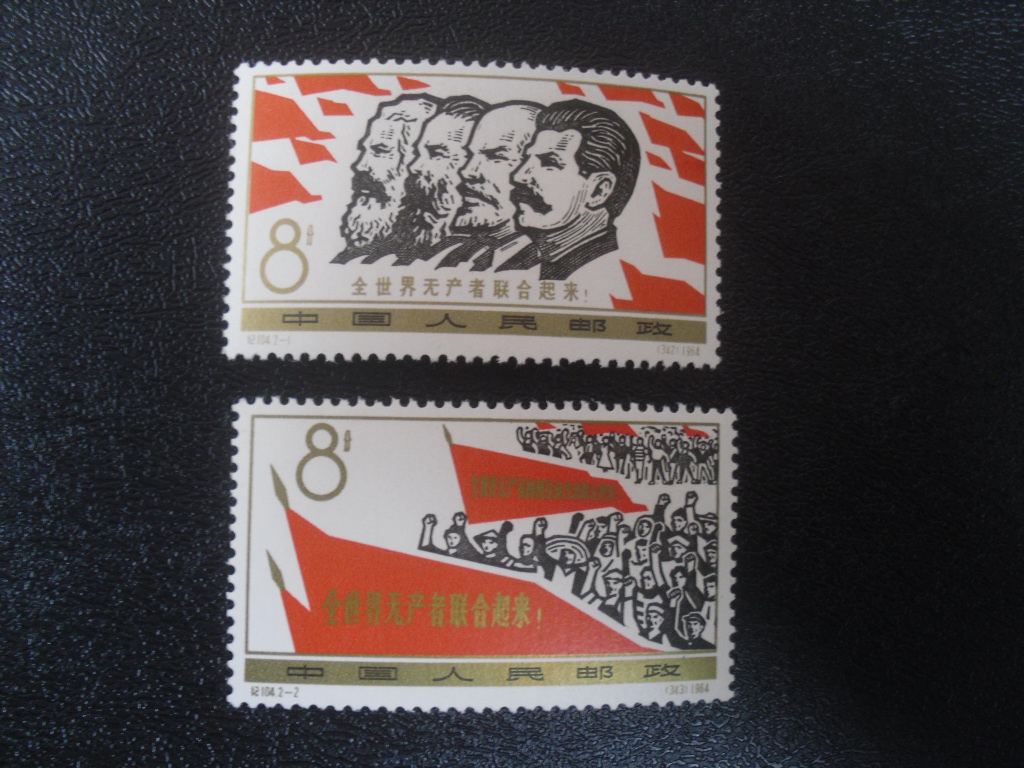 8分
全世界无产者联合起来!
中国人民邮政
纪104.2-1
(342)1964
8分
全世界无产者联合起来!
中国人民邮政
纪104.2-2
(343)1964